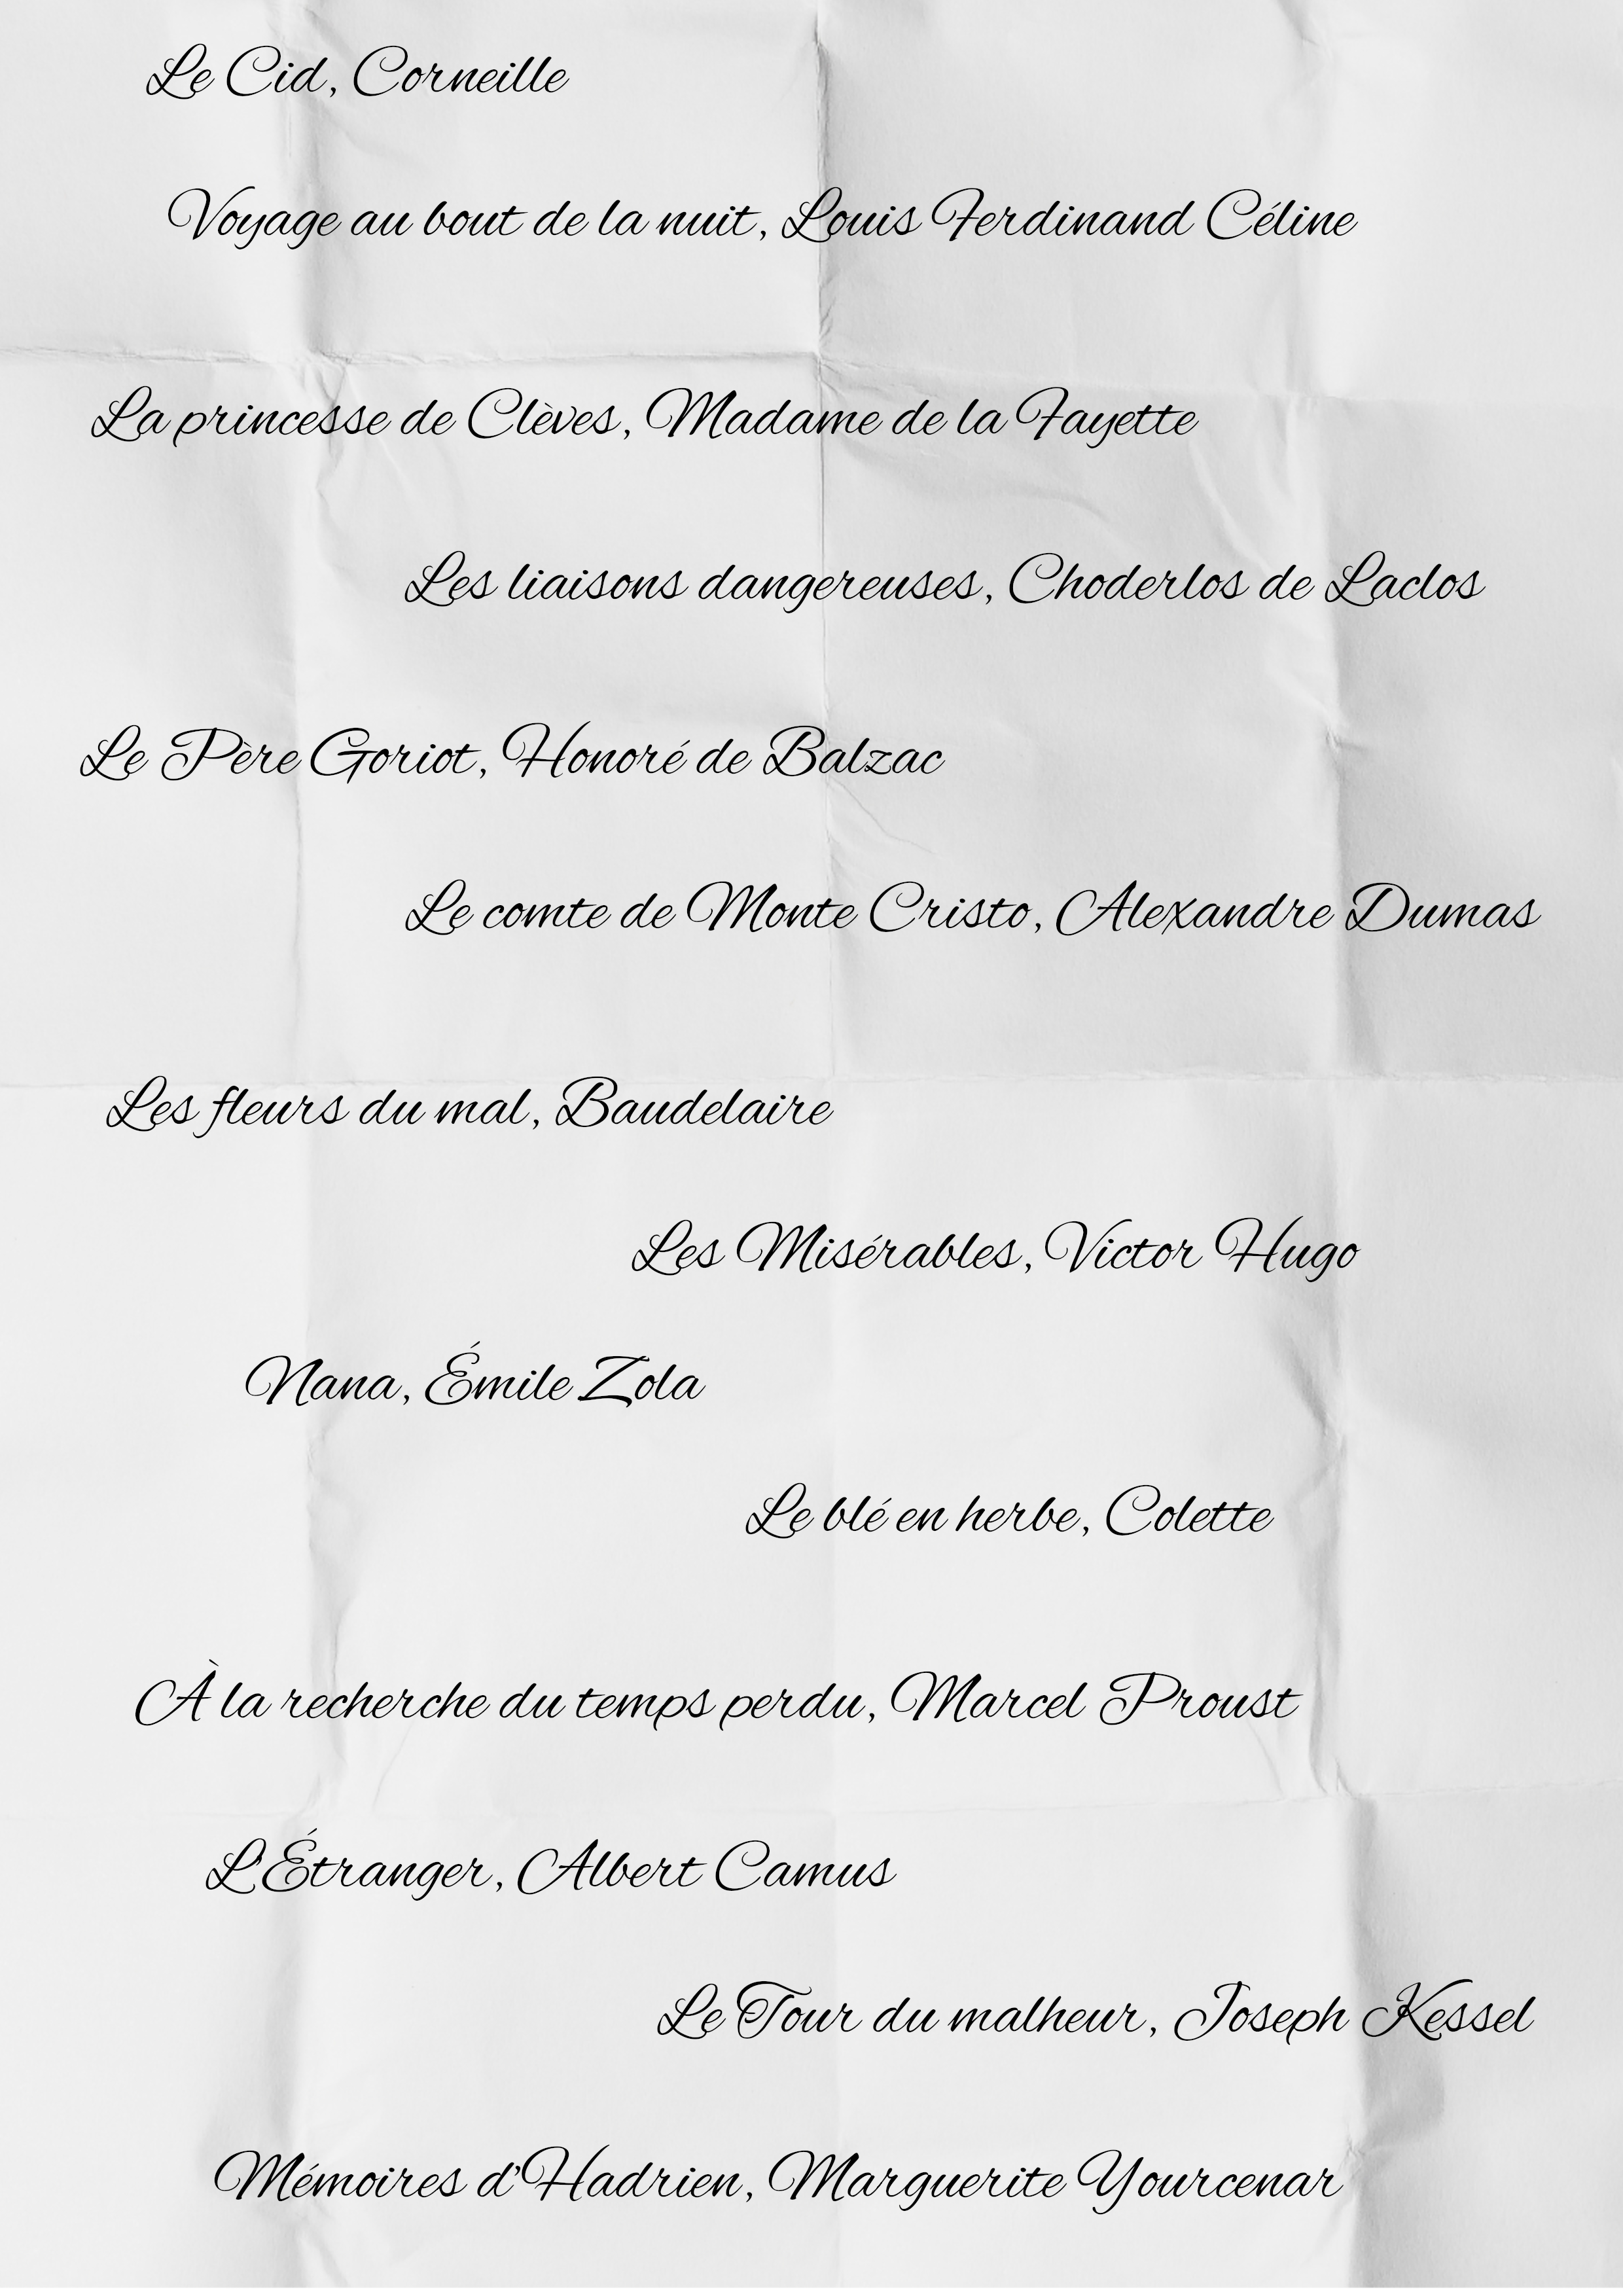 Le Cid, Corneille
Voyage au bout de la nuit, Louis Ferdinand Céline
La princesse de Clèves, Madame de la Fayette
Les liaisons dangereuses, Choderlos de Laclos
Le Père Goriot, Honoré de Balzac
Le comte de Monte Cristo, Alexandre Dumas
Les fleurs du mal, Baudelaire
Les Misérables, Victor Hugo
Nana, Émile Zola
Le blé en herbe, Colette
À la recherche du temps perdu, Marcel Proust
L'Étranger, Albert Camus
Le Tour du malheur, Joseph Kessel
Mémoires d'Hadrien, Marguerite Yourcenar